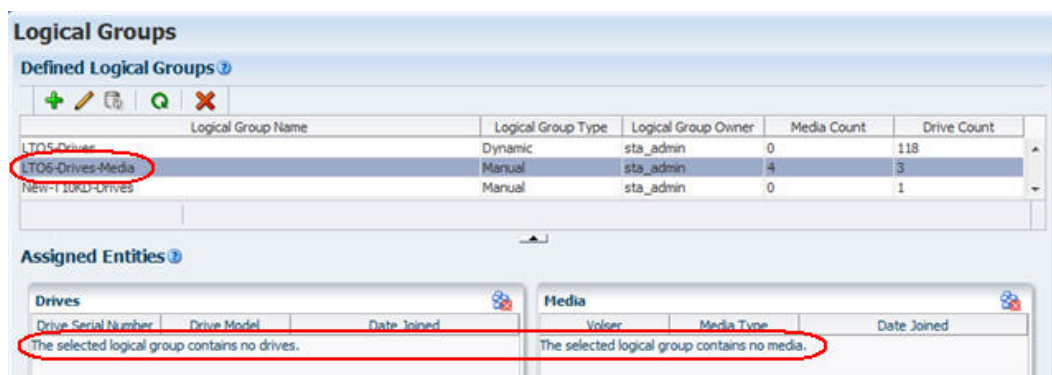 Logical Groups
Defined Logical Groups
Logical Group Name Logical Group Type Logical Group Owner Media Count Drive Count
LTO5-Drives Dynamic sta_admin 0 118
LTO6-Drives-Media Manual sta_admin 4 3
New-T10KD-Drives Manual sta_admin 0 1
Assigned Entities
Drives Media
Drive Serial Number Drive Model Date Joined Volser Media Type Date Joined
The selected logical group contains no drives. The selected logical group contains no media.